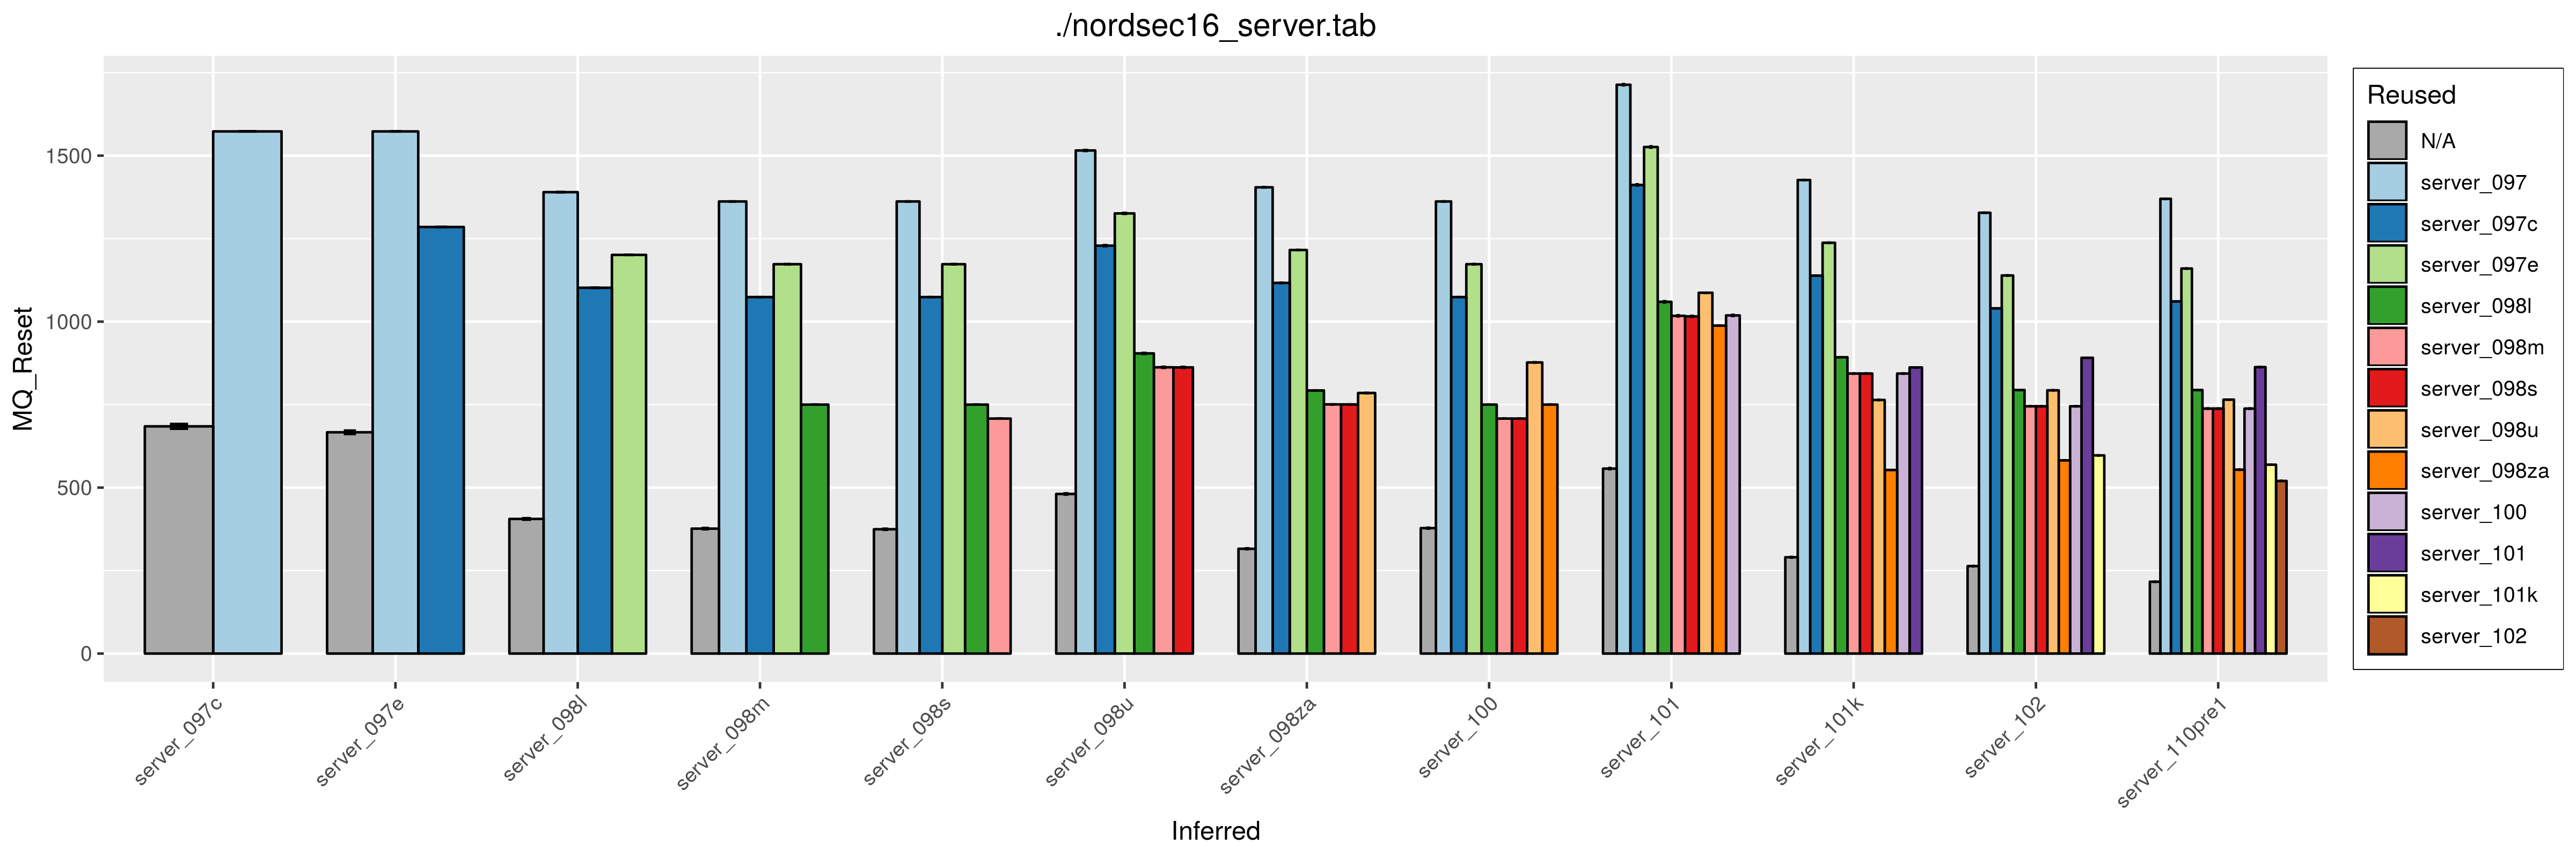 ./nordsec16_server.tab
MQ_Reset
1500
1000
500
0
server_097c
server_097e
server_098l
server_098m
server_098s
server_098u
server_098za
server_100
server_101
server_101k
server_102
server_110pre1
Inferred
Reused
N/A
server_097
server_097c
server_097e
server_098l
server_098m
server_098s
server_098u
server_098za
server_100
server_101
server_101k
server_102